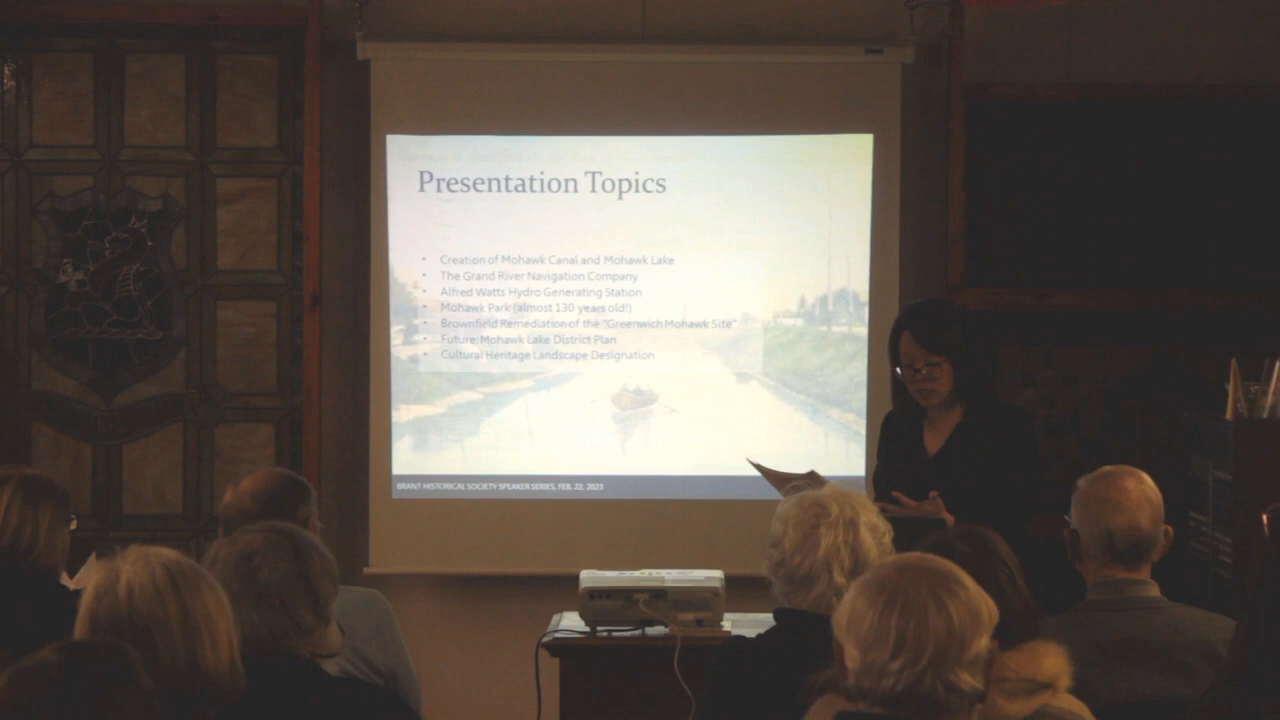 Presentation Topics
• Creation of Mohawk Canal and Mohawk Lake
• The Grand River Navigation Company
• Alfred Watts Hydro Generating Station
• Mohawk Park (almost 130 years old!)
• Brownfield Remediation of the "Greenwich Mohawk Site"
• Future: Mohawk Lake District Plan
• Cultural Heritage Landscape Designation
BRANT HISTORICAL SOCIETY SPEAKER SERIES, FEB. 22, 2023